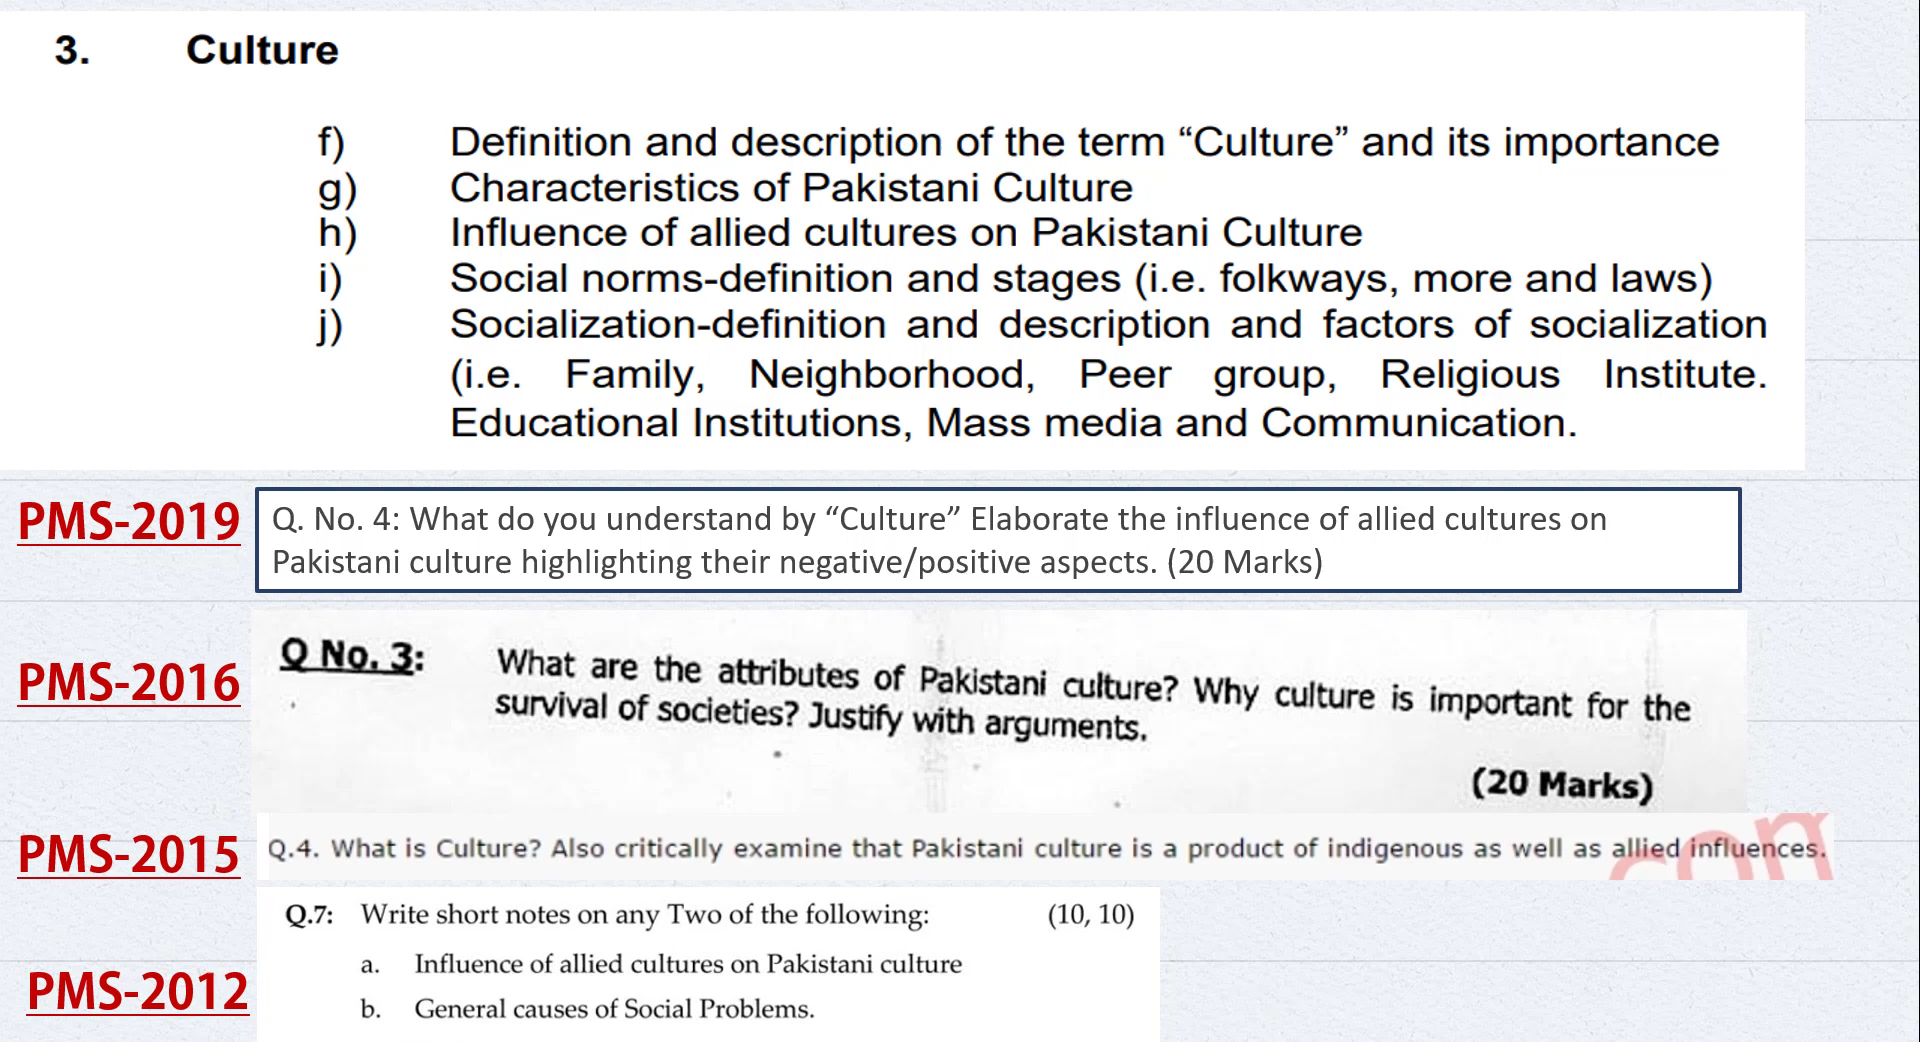 3. Culture
f) Definition and description of the term “Culture” and its importance
g) Characteristics of Pakistani Culture
h) Influence of allied cultures on Pakistani Culture
i) Social norms-definition and stages (i.e. folkways, more and laws)
j) Socialization-definition and description and factors of socialization
(i.e. Family, Neighborhood, Peer group, Religious Institute.
Educational Institutions, Mass media and Communication.
PMS-2019
Q. No. 4: What do you understand by “Culture” Elaborate the influence of allied cultures on
Pakistani culture highlighting their negative/positive aspects. (20 Marks)
PMS-2016
Q No. 3: What are the attributes of Pakistani culture? Why culture is important for the
survival of societies? Justify with arguments.
(20 Marks)
PMS-2015
Q.4. What is Culture? Also critically examine that Pakistani culture is a product of indigenous as well as allied influences.
PMS-2012
Q.7: Write short notes on any Two of the following: (10, 10)
a. Influence of allied cultures on Pakistani culture
b. General causes of Social Problems.